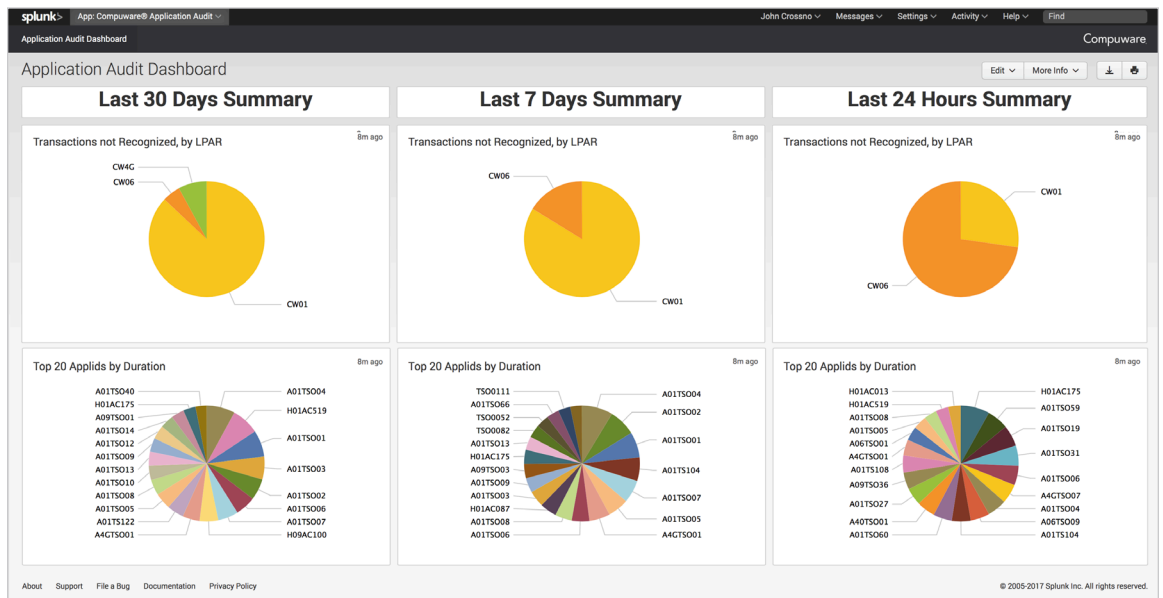 splunk> App: Compuware® Application Audit John Crossno Messages Settings Activity Help Find
Application Audit Dashboard
Compuware
Application Audit Dashboard
Edit More Info
Last 30 Days Summary
Last 7 Days Summary
Last 24 Hours Summary
Transactions not Recognized, by LPAR
8m ago
CW4G
CW06
CW01
Transactions not Recognized, by LPAR
8m ago
CW06
CW01
Transactions not Recognized, by LPAR
8m ago
CW01
CW06
Top 20 Applids by Duration
8m ago
A01TSO40
H01AC175
A09TSO01
A01TSO14
A01TSO12
A01TSO09
A01TSO13
A01TSO10
A01TSO08
A01TSO05
A01TS122
A4GTSO01
A01TSO04
H01AC519
A01TSO01
A01TSO03
A01TSO02
A01TSO06
A01TSO07
H09AC100
Top 20 Applids by Duration
8m ago
TSO0111
A01TSO66
TSO0052
TSO0082
A01TSO13
H01AC175
A09TSO03
A01TSO09
A01TSO03
H01AC087
A01TSO08
A01TSO06
A01TSO04
A01TSO02
A01TSO01
A01TS104
A01TSO07
A01TSO05
A4GTSO01
Top 20 Applids by Duration
8m ago
H01AC013
H01AC519
A01TSO08
A01TSO05
A06TSO01
A4GTSO01
A01TS108
A09TSO36
A01TSO27
A40TSO01
A01TSO60
H01AC175
A01TSO59
A01TSO19
A01TSO31
A01TSO06
A4GTSO07
A01TSO04
A06TSO09
A01TS104
About Support File a Bug Documentation Privacy Policy
© 2005-2017 Splunk Inc. All rights reserved.